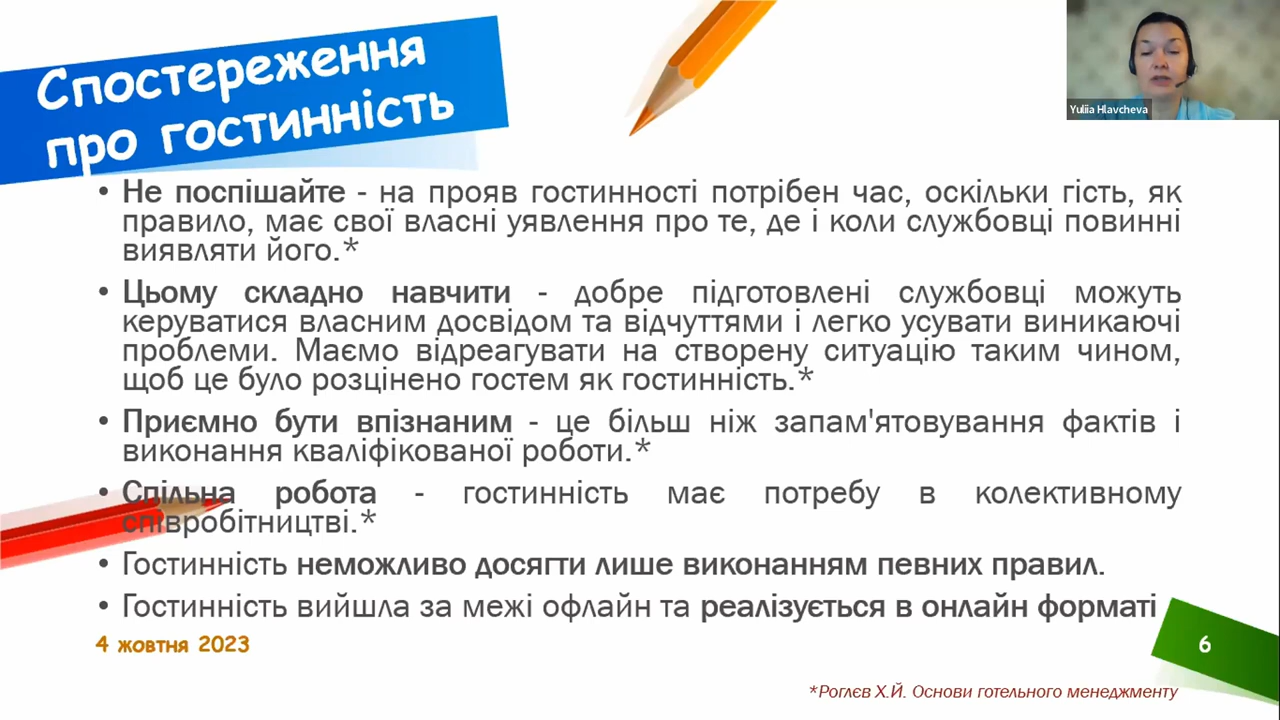 Спостереження
про гостинність
Yuliia Hlavcheva
• Не поспішайте - на прояв гостинності потрібен час, оскільки гість, як
правило, має свої власні уявлення про те, де і коли службовці повинні
виявляти його.*
• Цьому складно навчити - добре підготовлені службовці можуть
керуватися власним досвідом та відчуттями і легко усувати виникаючі
проблеми. Маємо відреагувати на створену ситуацію таким чином,
щоб це було розцінено гостем як гостинність.*
• Приємно бути впізнаним - це більш ніж запам'ятовування фактів і
виконання кваліфікованої роботи.*
• Спільна робота - гостинність має потребу в колективному
співробітництві.*
• Гостинність неможливо досягти лише виконанням певних правил.
• Гостинність вийшла за межі офлайн та реалізується в онлайн форматі
4 жовтня 2023
6
*Роглєв Х.Й. Основи готельного менеджменту